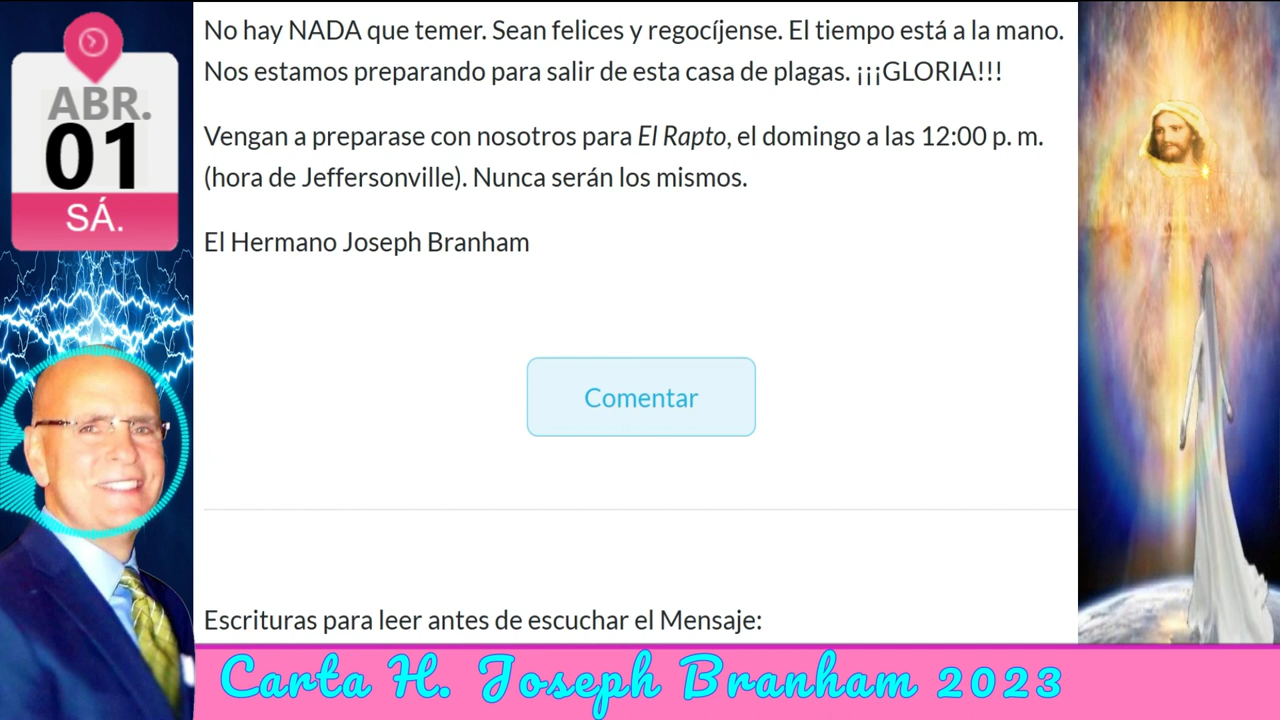 ABR.
01
SÁ.
No hay NADA que temer. Sean felices y regocíjense. El tiempo está a la mano.
Nos estamos preparando para salir de esta casa de plagas. ¡¡¡GLORIA!!!
Vengan a preparase con nosotros para El Rapto, el domingo a las 12:00 p. m.
(hora de Jeffersonville). Nunca serán los mismos.
El Hermano Joseph Branham
Comentar
Escrituras para leer antes de escuchar el Mensaje:
Carta H. Joseph Branham 2023